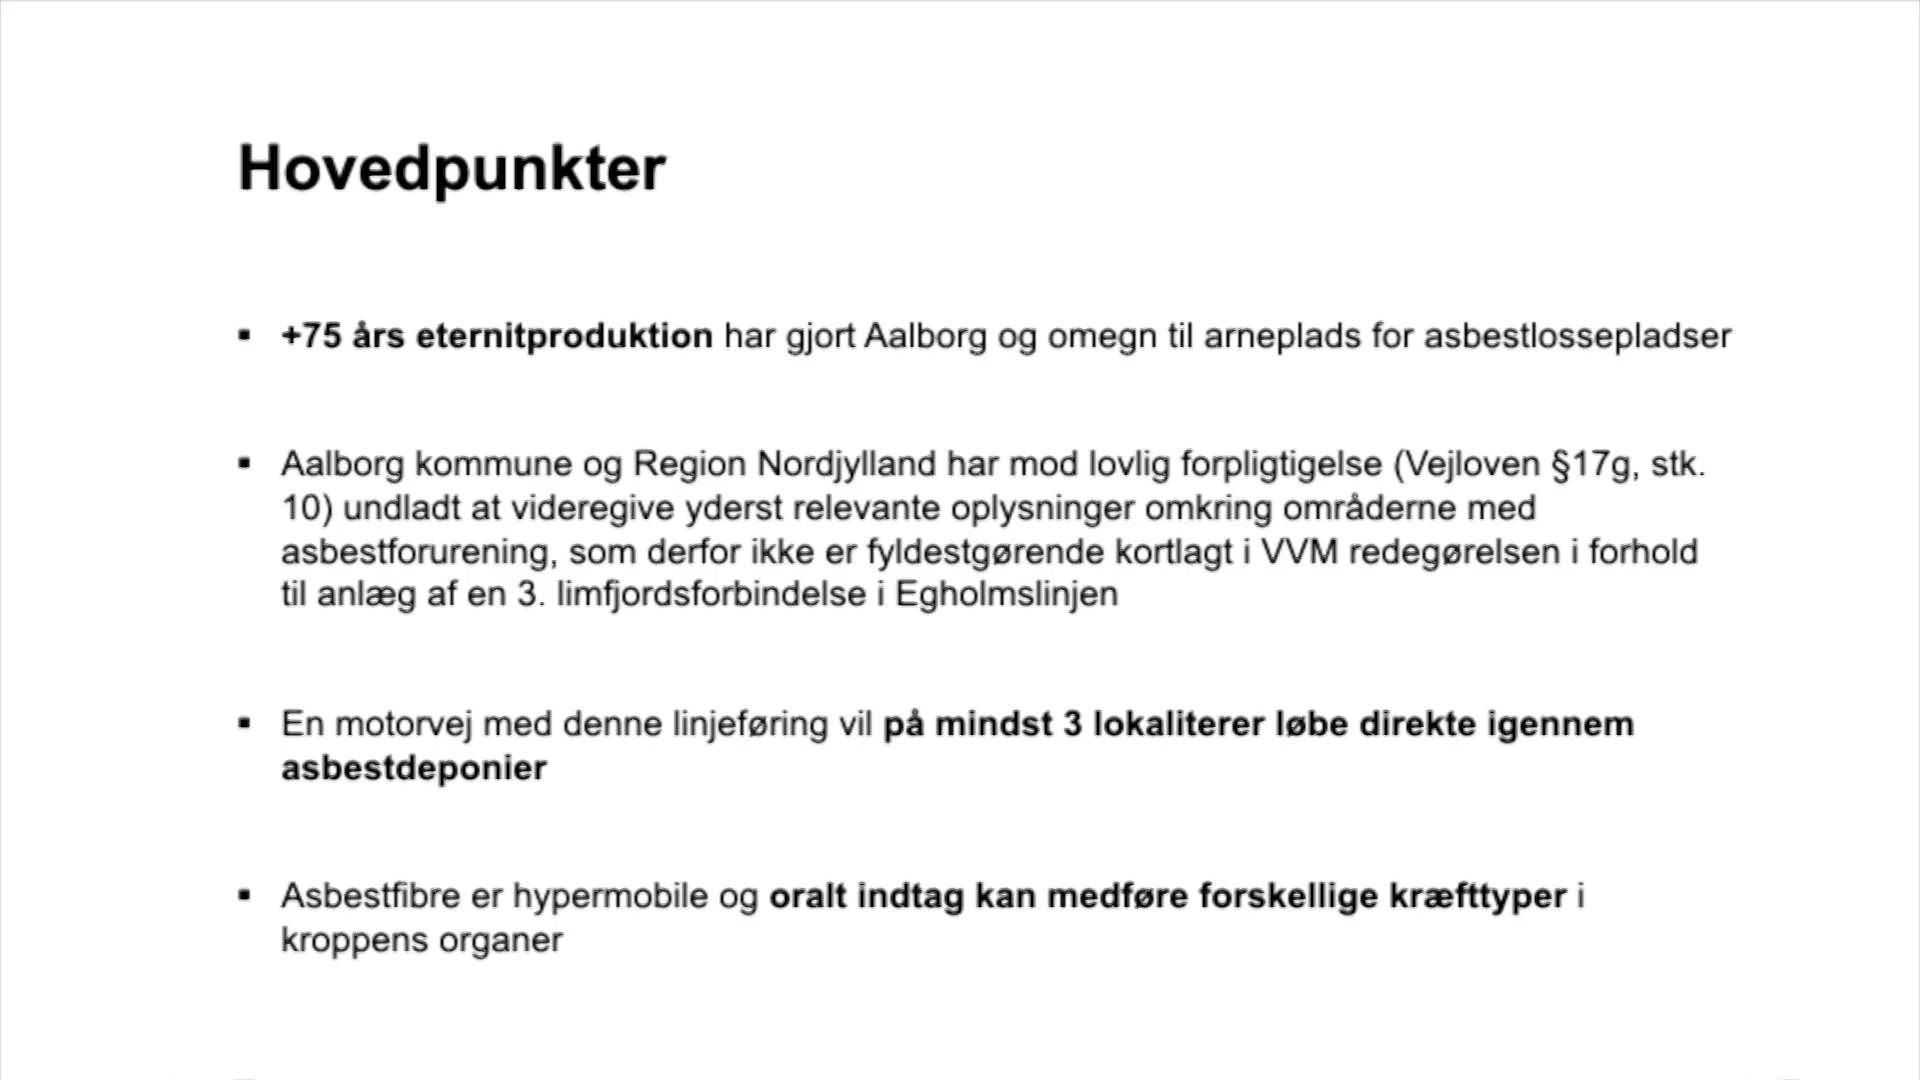 Hovedpunkter
▪ +75 års eternitproduktion har gjort Aalborg og omegn til arneplads for asbestlossepladser
▪ Aalborg kommune og Region Nordjylland har mod lovlig forpligtigelse (Vejloven §17g, stk.
10) undladt at videregive yderst relevante oplysninger omkring områderne med
asbestforurening, som derfor ikke er fyldestgørende kortlagt i VVM redegørelsen i forhold
til anlæg af en 3. limfjordsforbindelse i Egholmslinjen
▪ En motorvej med denne linjeføring vil på mindst 3 lokaliterer løbe direkte igennem
asbestdeponier
▪ Asbestfibre er hypermobile og oralt indtag kan medføre forskellige kræfttyper i
kroppens organer